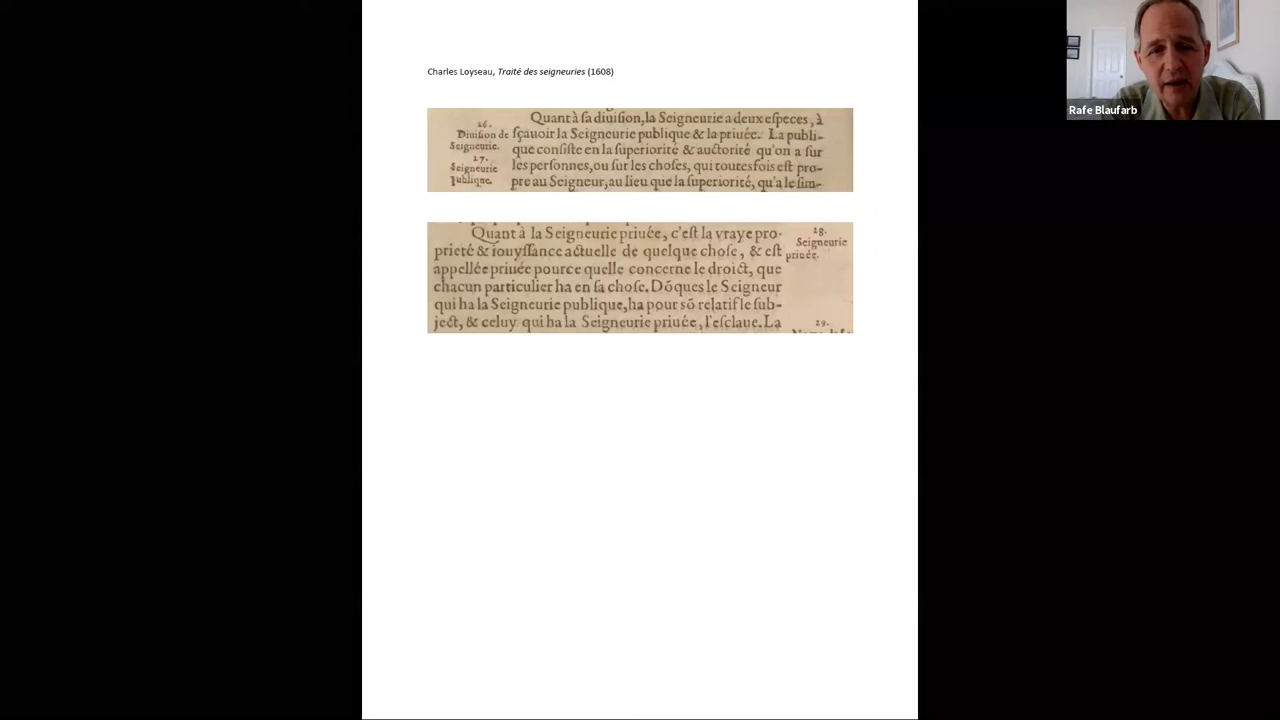 Charles Loyseau, Traité des seigneuries (1608)
Rafe Blaufarb
Quant à ſa diuiſion, la Seigneurie a deux eſpeces, à
ſçauoir la Seigneurie publique & la priuée. La publi-
que conſiſte en la ſuperiorité & auctorité qu'on a ſur
les perſonnes, ou ſur les choſes, qui toutesfois eſt pro-
pre au Seigneur, au lieu que la ſuperiorité, qu'a le ſim-
26.
Diuiſion de
Seigneurie.
27.
Seigneurie
publique.
Quant à la Seigneurie priuée, c'eſt la vraye pro-
prieté & iouyſſance actuelle de quelque choſe, & eſt
appellée priuée pource quelle concerne le droict, que
chacun particulier ha en ſa choſe. Dõques le Seigneur
qui ha la Seigneurie publique, ha pour sõ relatif le ſub-
ject, & celuy qui ha la Seigneurie priuée, l'eſclaue. La
28.
Seigneurie
priuée.
29.